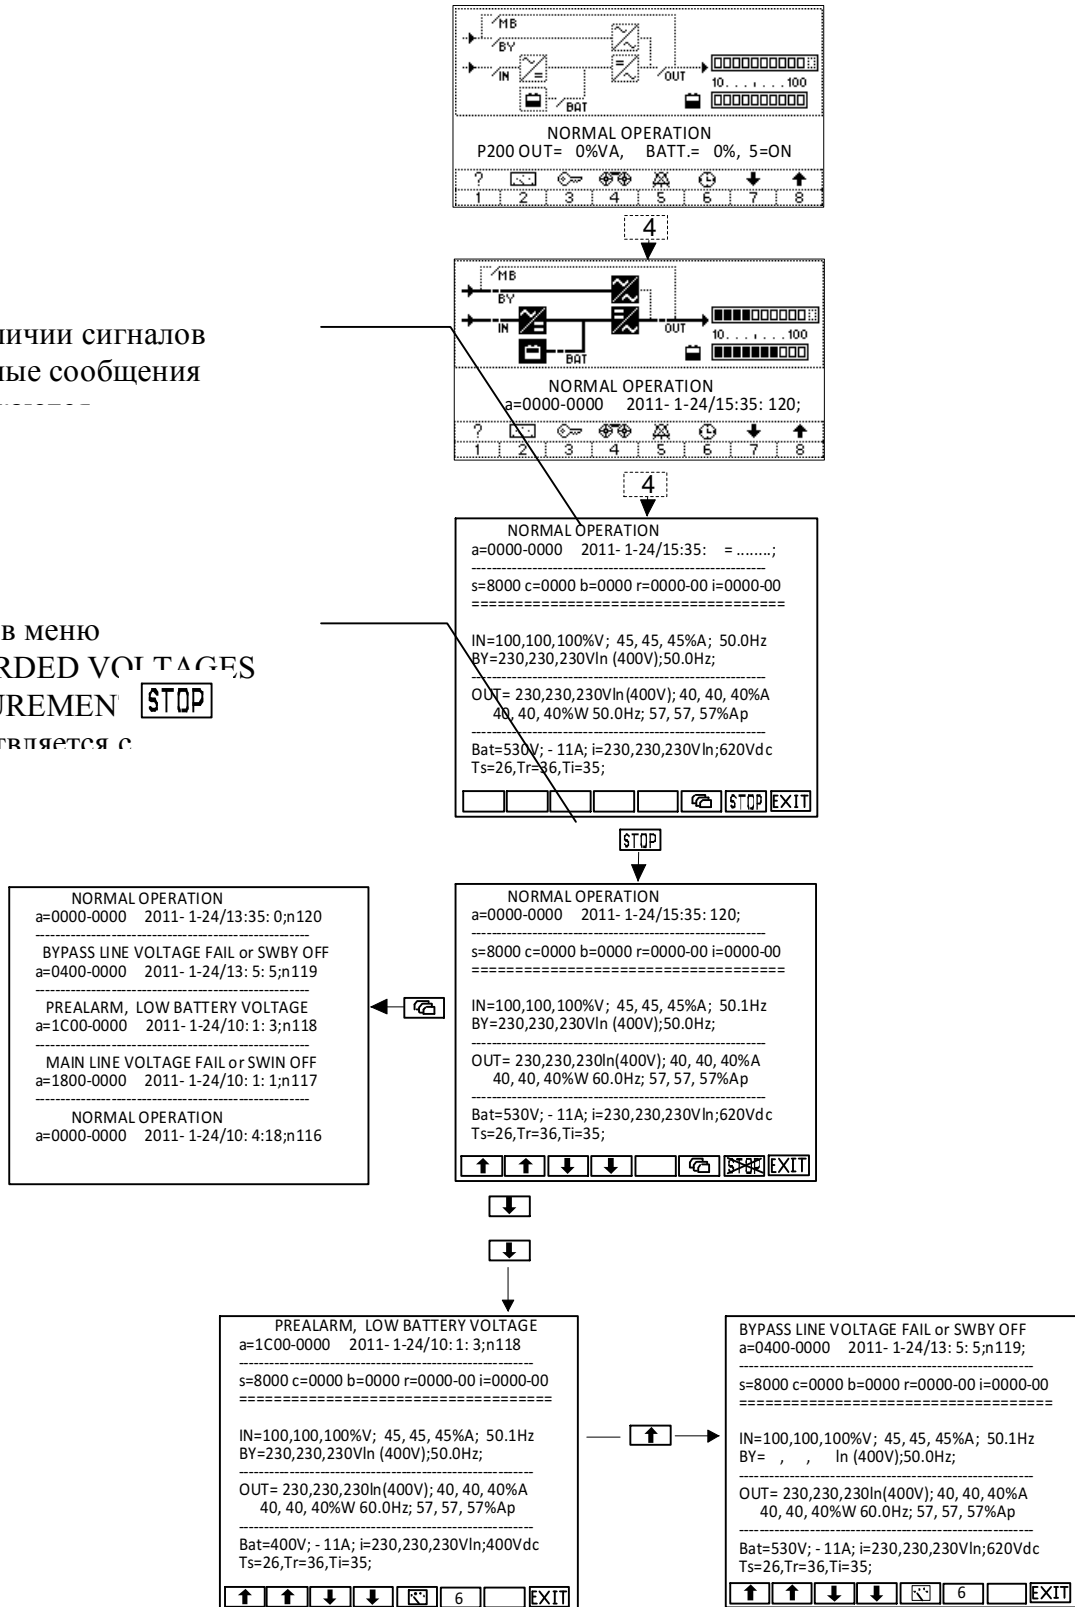 MB
BY
IN
OUT
BAT
10. . . . . . .100
NORMAL OPERATION
P200 OUT= 0%VA, BATT.= 0%, 5=ON
?
1 2 3 4 5 6 7 8
4
MB
BY
IN
OUT
BAT
10. . . . . . .100
NORMAL OPERATION
a=0000-0000 2011- 1-24/15:35: 120;
?
1 2 3 4 5 6 7 8
4
личии сигналов
ные сообщения
NORMAL OPERATION
a=0000-0000 2011- 1-24/15:35: = ........;
s=8000 c=0000 b=0000 r=0000-00 i=0000-00
====================================
IN=100,100,100%V; 45, 45, 45%A; 50.0Hz
BY=230,230,230Vln (400V);50.0Hz;
OUT= 230,230,230Vln(400V); 40, 40, 40%A
40, 40, 40%W 50.0Hz; 57, 57, 57%Ap
Bat=530V; - 11A; i=230,230,230Vln;620Vdc
Ts=26,Tr=36,Ti=35;
STOP EXIT
в меню
RDED VOLTAGES
UREMEN STOP
твляется с
STOP
NORMAL OPERATION
a=0000-0000 2011- 1-24/15:35: 120;
s=8000 c=0000 b=0000 r=0000-00 i=0000-00
====================================
IN=100,100,100%V; 45, 45, 45%A; 50.1Hz
BY=230,230,230Vln (400V);50.0Hz;
OUT= 230,230,230ln(400V); 40, 40, 40%A
40, 40, 40%W 60.0Hz; 57, 57, 57%Ap
Bat=530V; - 11A; i=230,230,230Vln;620Vdc
Ts=26,Tr=36,Ti=35;
STOP EXIT
NORMAL OPERATION
a=0000-0000 2011- 1-24/13:35: 0;n120
BYPASS LINE VOLTAGE FAIL or SWBY OFF
a=0400-0000 2011- 1-24/13: 5: 5;n119
PREALARM, LOW BATTERY VOLTAGE
a=1C00-0000 2011- 1-24/10: 1: 3;n118
MAIN LINE VOLTAGE FAIL or SWIN OFF
a=1800-0000 2011- 1-24/10: 1: 1;n117
NORMAL OPERATION
a=0000-0000 2011- 1-24/10: 4:18;n116
PREALARM, LOW BATTERY VOLTAGE
a=1C00-0000 2011- 1-24/10: 1: 3;n118
s=8000 c=0000 b=0000 r=0000-00 i=0000-00
====================================
IN=100,100,100%V; 45, 45, 45%A; 50.1Hz
BY=230,230,230Vln (400V);50.0Hz;
OUT= 230,230,230ln(400V); 40, 40, 40%A
40, 40, 40%W 60.0Hz; 57, 57, 57%Ap
Bat=400V; - 11A; i=230,230,230Vln;400Vdc
Ts=26,Tr=36,Ti=35;
6 EXIT
BYPASS LINE VOLTAGE FAIL or SWBY OFF
a=0400-0000 2011- 1-24/13: 5: 5;n119;
s=8000 c=0000 b=0000 r=0000-00 i=0000-00
====================================
IN=100,100,100%V; 45, 45, 45%A; 50.1Hz
BY= , , ln (400V);50.0Hz;
OUT= 230,230,230ln(400V); 40, 40, 40%A
40, 40, 40%W 60.0Hz; 57, 57, 57%Ap
Bat=530V; - 11A; i=230,230,230Vln;620Vdc
Ts=26,Tr=36,Ti=35;
6 EXIT